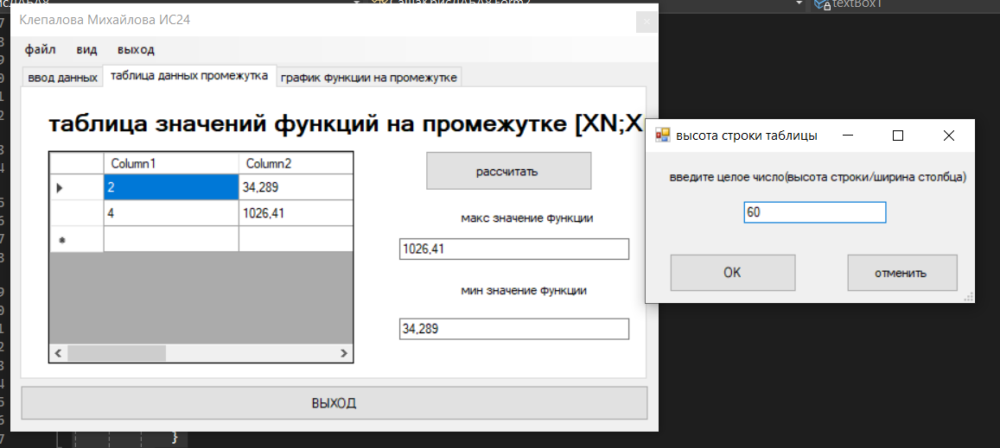 textBox1
Клепалова Михайлова ИС24
файл вид выход
ввод данных таблица данных промежутка график функции на промежутке
таблица значений функций на промежутке [XN;X
Column1 Column2
2 34,289
4 1026,41
рассчитать
макс значение функции
1026,41
мин значение функции
34,289
ВЫХОД
высота строки таблицы
введите целое число(высота строки/ширина столбца)
60
OK отменить
}